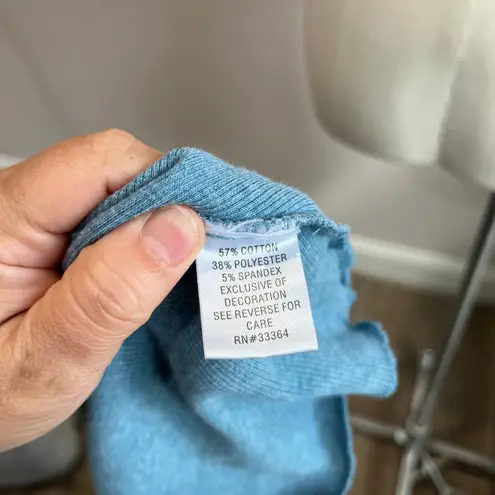 57% COTTON
38% POLYESTER
5% SPANDEX
EXCLUSIVE OF
DECORATION
SEE REVERSE FOR
CARE
RN#33364